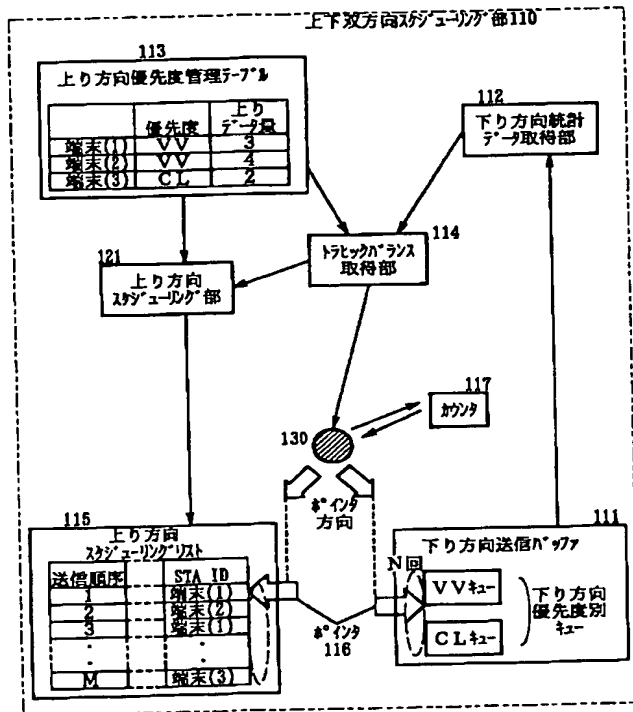 上下双方向スケジューリング部110
113
上り方向優先度管理テーブル
優先度 上りデータ量
端末(1) VV 3
端末(2) VV 4
端末(3) CL 2
112
下り方向統計
データ取得部
114
トラヒックバランス
取得部
121
上り方向
スケジューリング部
117
カウンタ
130
ポインタ
方向
115
上り方向
スケジューリングリスト
送信順序 STA ID
1 端末(1)
2 端末(2)
3 端末(1)
・ ・
・ ・
M 端末(3)
ポインタ
116
111
下り方向送信バッファ
N回
VVキュー
CLキュー
下り方向
優先度別
キュー